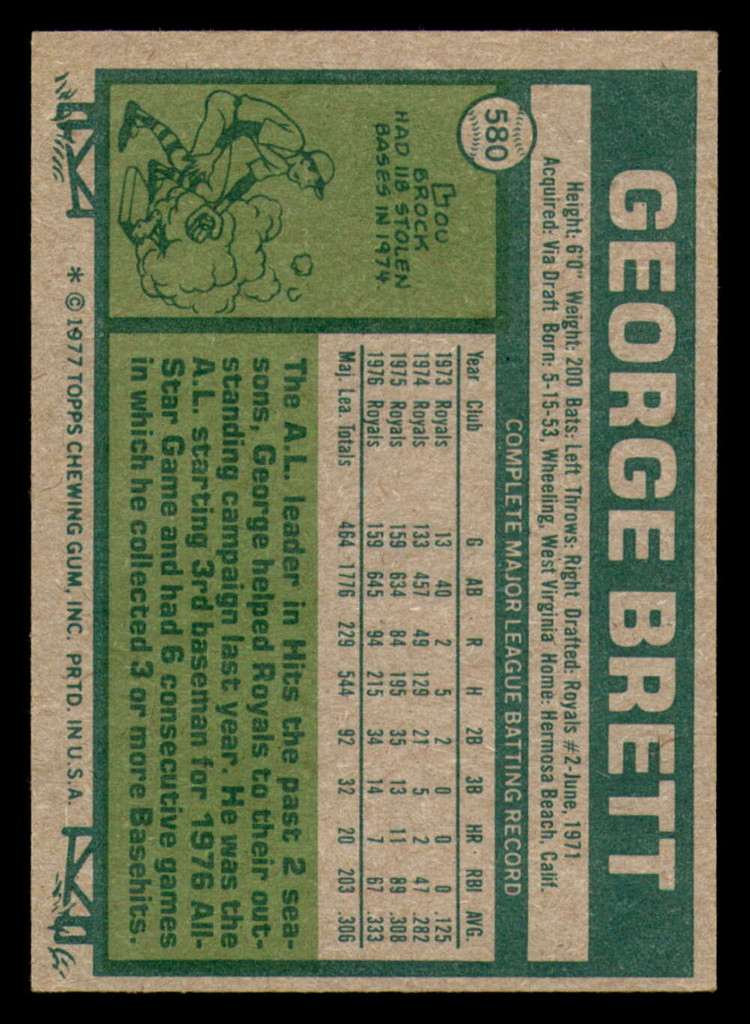 580
GEORGE BRETT
Height: 6'0" Weight: 200 Bats: Left Throws: Right Drafted: Royals #2-June, 1971
Acquired: Via Draft Born: 5-15-53, Wheeling, West Virginia Home: Hermosa Beach, Calif.
COMPLETE MAJOR LEAGUE BATTING RECORD
Year Club G AB R H 2B 3B HR RBI AVG.
1973 Royals 13 40 2 5 2 0 0 0 .125
1974 Royals 133 457 49 129 21 5 2 47 .282
1975 Royals 159 634 84 195 35 13 11 89 .308
1976 Royals 159 645 94 215 34 14 7 67 .333
Maj. Lea. Totals 464 1776 229 544 92 32 20 203 .306
LOU
BROCK
HAD 118 STOLEN
BASES IN 1974
The A.L. leader in Hits the past 2 sea-
sons, George helped Royals to their out-
standing campaign last year. He was the
A.L. starting 3rd baseman for 1976 All-
Star Game and had 6 consecutive games
in which he collected 3 or more Basehits.
* © 1977 TOPPS CHEWING GUM, INC. PRTD. IN U.S.A.